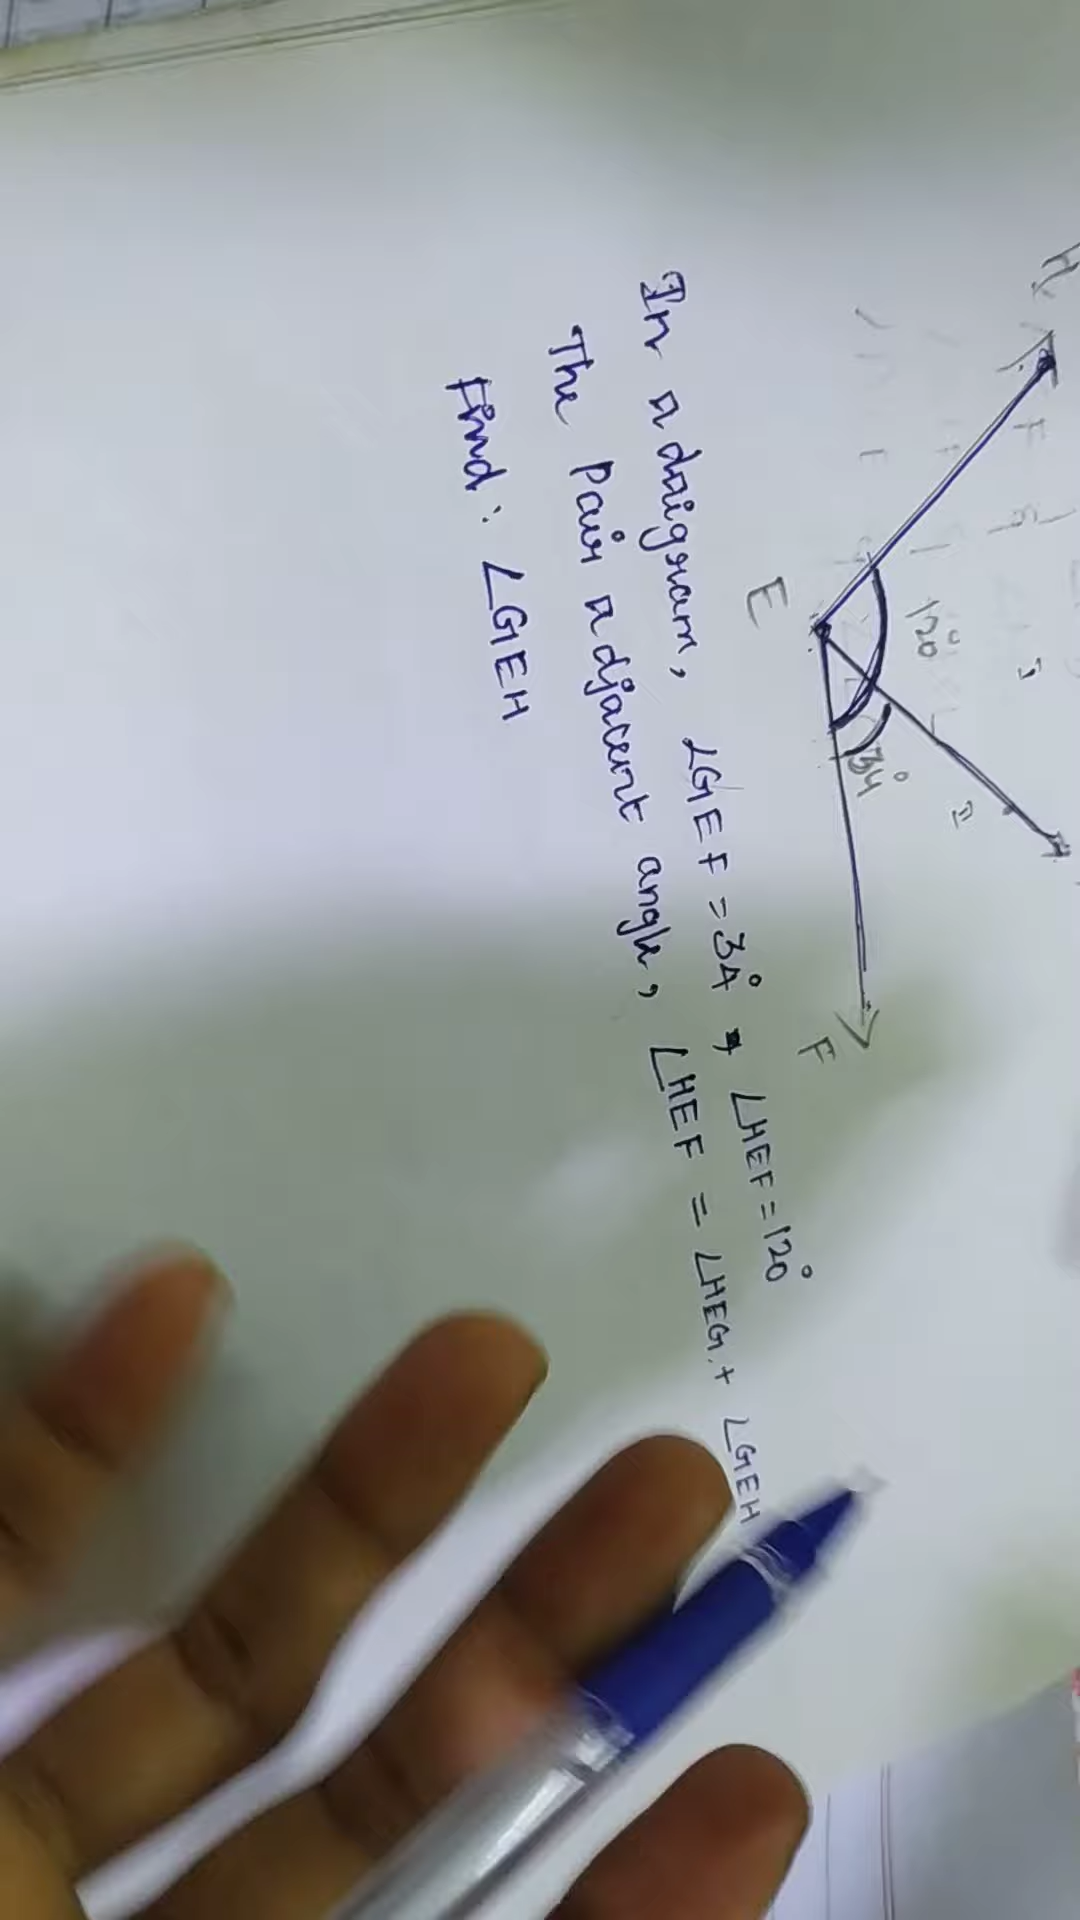 H
120°
E
34°
F
In a daigram, ∠GEF = 34° , ∠HEF = 120°
The Pair adjacent angle, ∠HEF = ∠HEG + ∠GEH
Find : ∠GEH